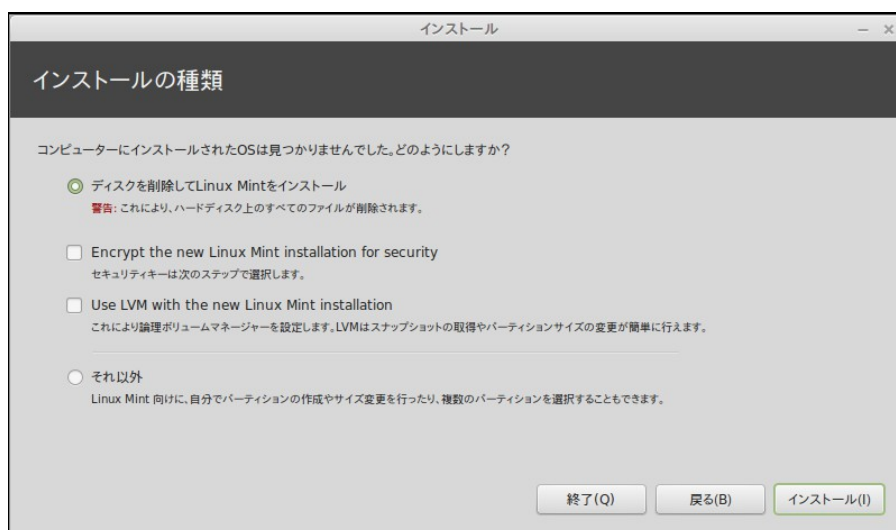 インストール
インストールの種類
コンピューターにインストールされたOSは見つかりませんでした。どのようにしますか？
ディスクを削除してLinux Mintをインストール
警告: これにより、ハードディスク上のすべてのファイルが削除されます。
Encrypt the new Linux Mint installation for security
セキュリティキーは次のステップで選択します。
Use LVM with the new Linux Mint installation
これにより論理ボリュームマネージャーを設定します。LVMはスナップショットの取得やパーティションサイズの変更が簡単に行えます。
それ以外
Linux Mint 向けに、自分でパーティションの作成やサイズ変更を行ったり、複数のパーティションを選択することもできます。
終了(Q) 戻る(B) インストール(I)